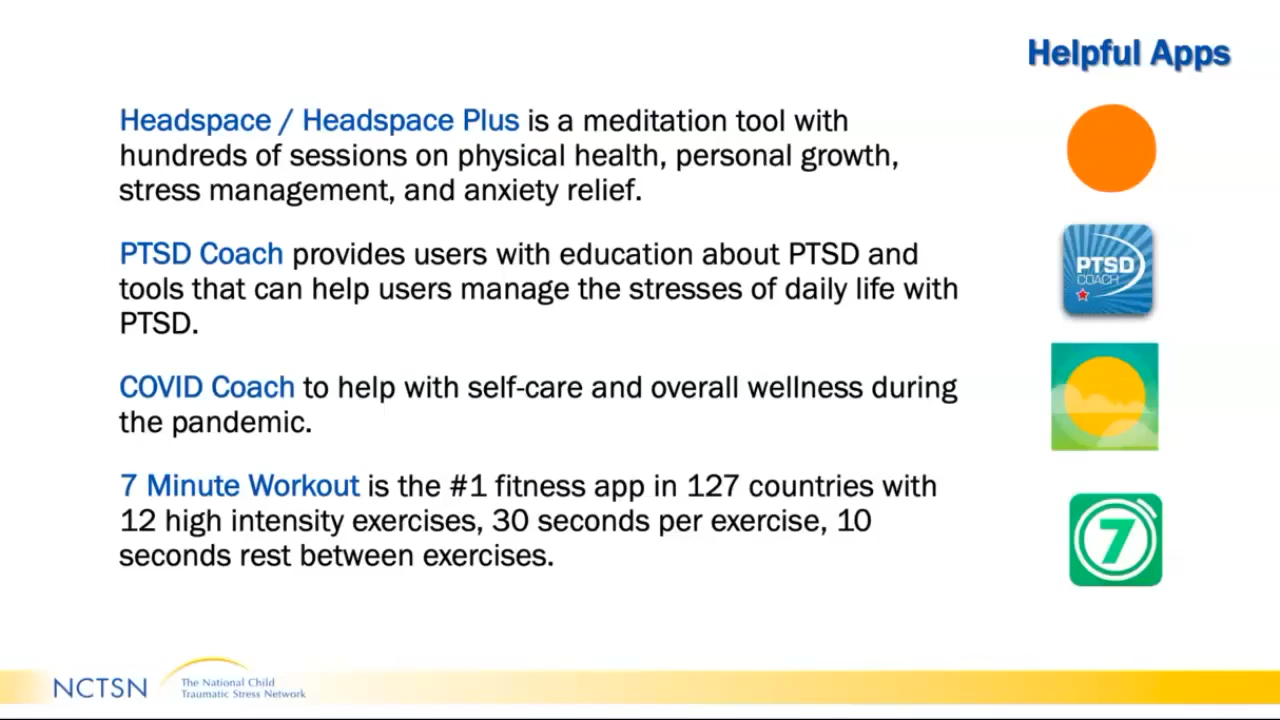 Helpful Apps
Headspace / Headspace Plus is a meditation tool with
hundreds of sessions on physical health, personal growth,
stress management, and anxiety relief.
PTSD Coach provides users with education about PTSD and
tools that can help users manage the stresses of daily life with
PTSD.
PTSD
COACH
COVID Coach to help with self-care and overall wellness during
the pandemic.
7 Minute Workout is the #1 fitness app in 127 countries with
12 high intensity exercises, 30 seconds per exercise, 10
seconds rest between exercises.
7
NCTSN
The National Child
Traumatic Stress Network